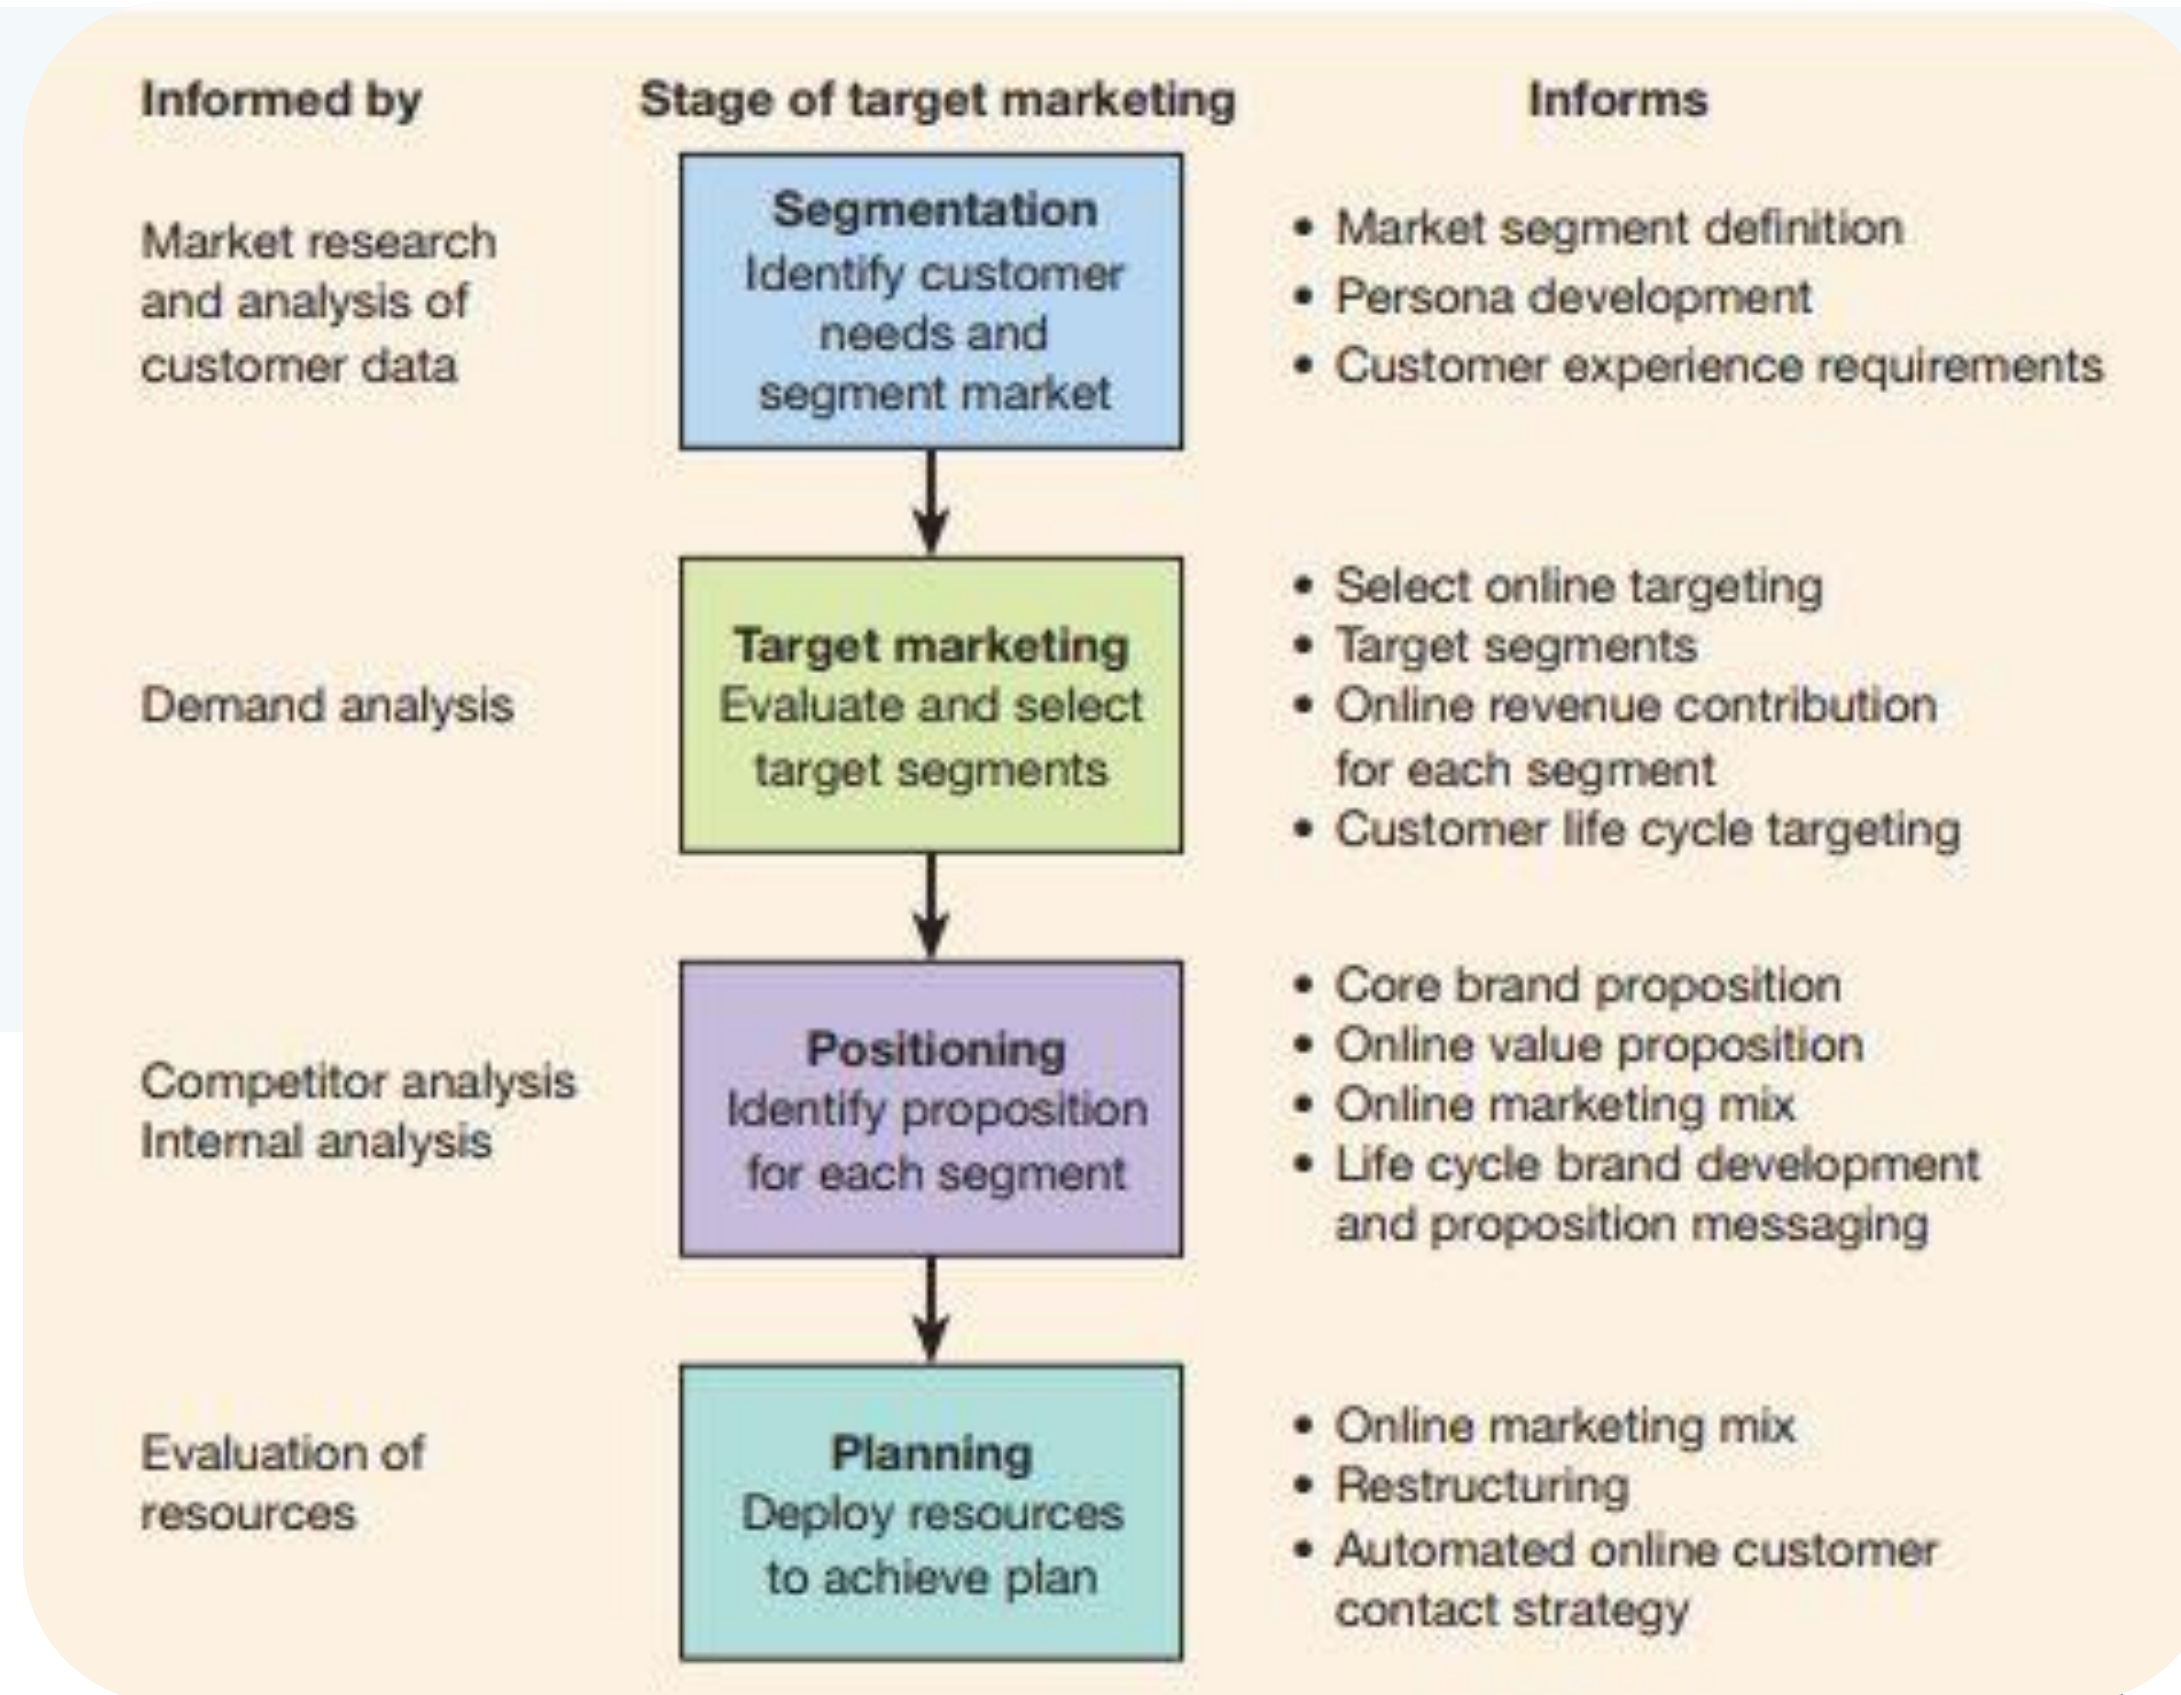 Informed by
Stage of target marketing
Informs
Market research
and analysis of
customer data
Segmentation
Identify customer
needs and
segment market
• Market segment definition
• Persona development
• Customer experience requirements
Demand analysis
Target marketing
Evaluate and select
target segments
• Select online targeting
• Target segments
• Online revenue contribution
for each segment
• Customer life cycle targeting
Competitor analysis
Internal analysis
Positioning
Identify proposition
for each segment
• Core brand proposition
• Online value proposition
• Online marketing mix
• Life cycle brand development
and proposition messaging
Evaluation of
resources
Planning
Deploy resources
to achieve plan
• Online marketing mix
• Restructuring
• Automated online customer
contact strategy